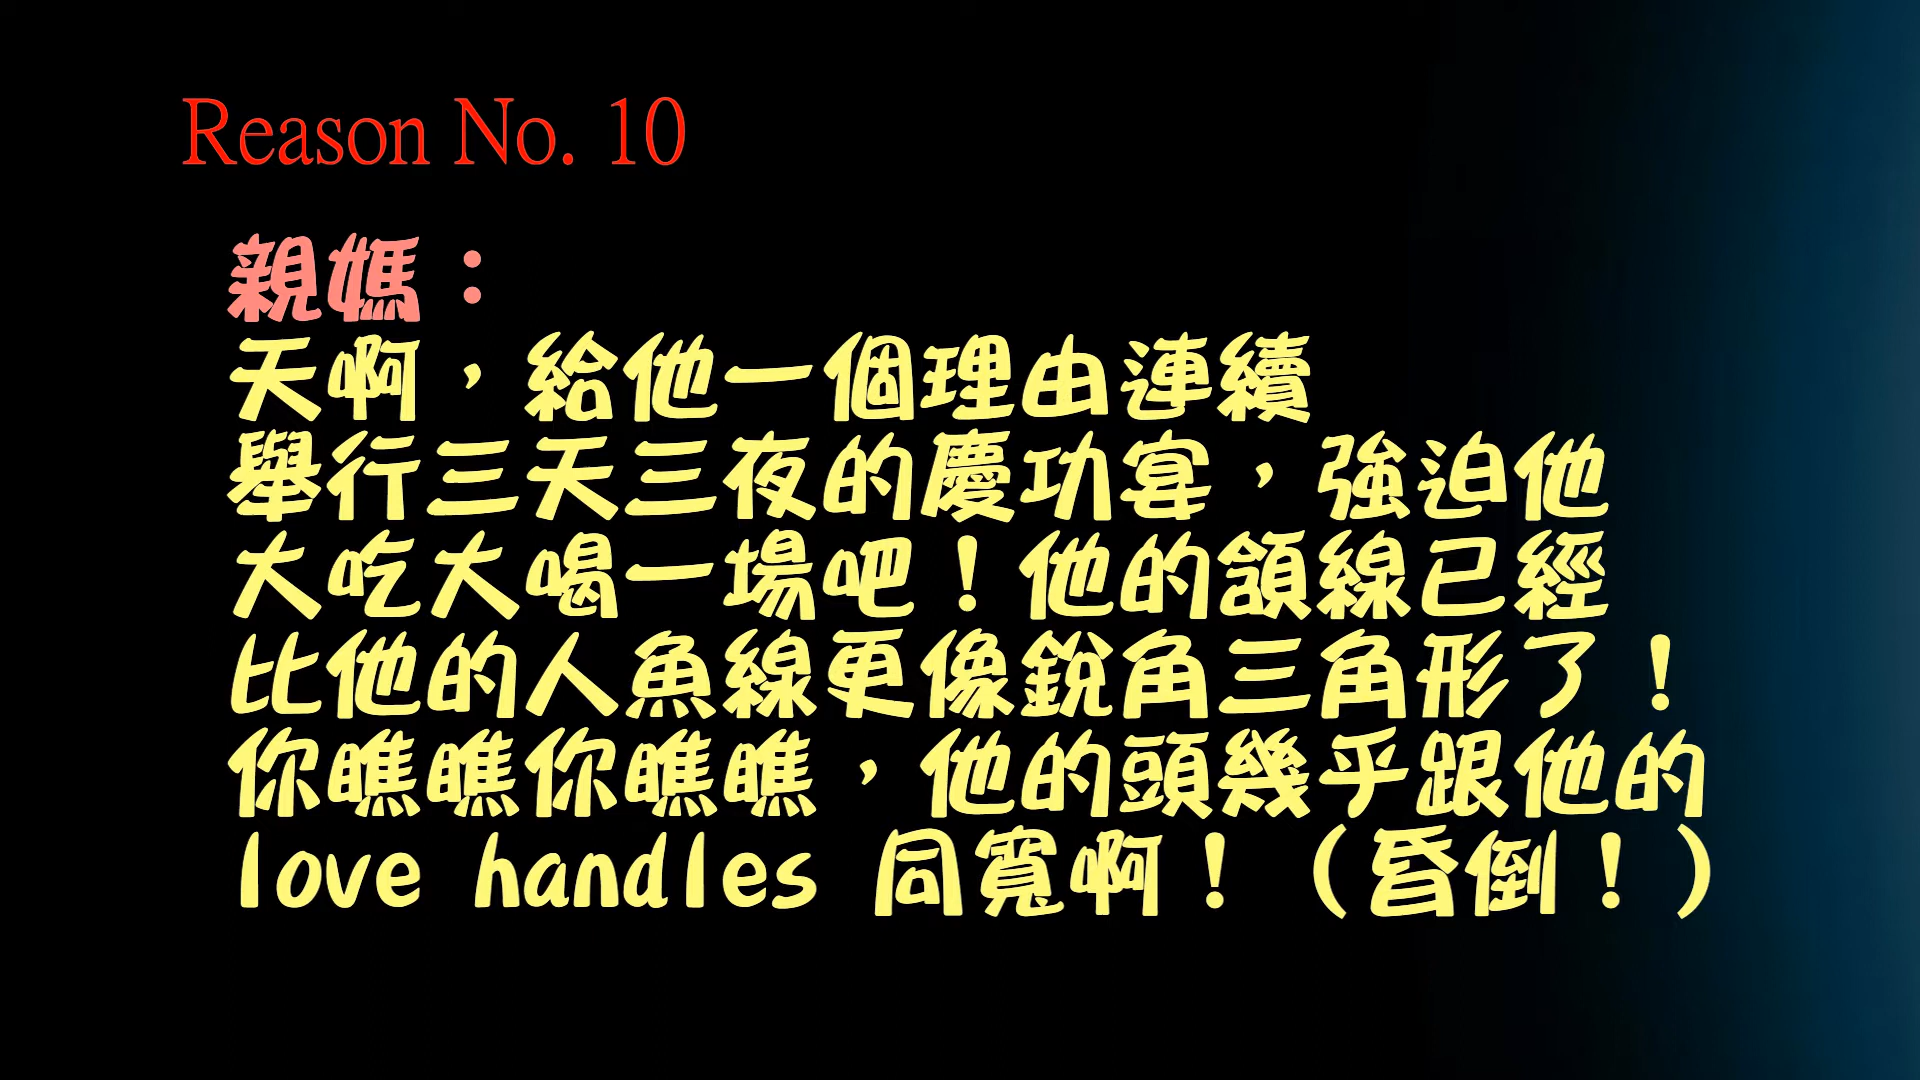 Reason No. 10
親媽：
天啊，給他一個理由連續
舉行三天三夜的慶功宴，強迫他
大吃大喝一場吧！他的頷線已經
比他的人魚線更像銳角三角形了！
你瞧瞧你瞧瞧，他的頭幾乎跟他的
love handles 同寬啊！（昏倒！）